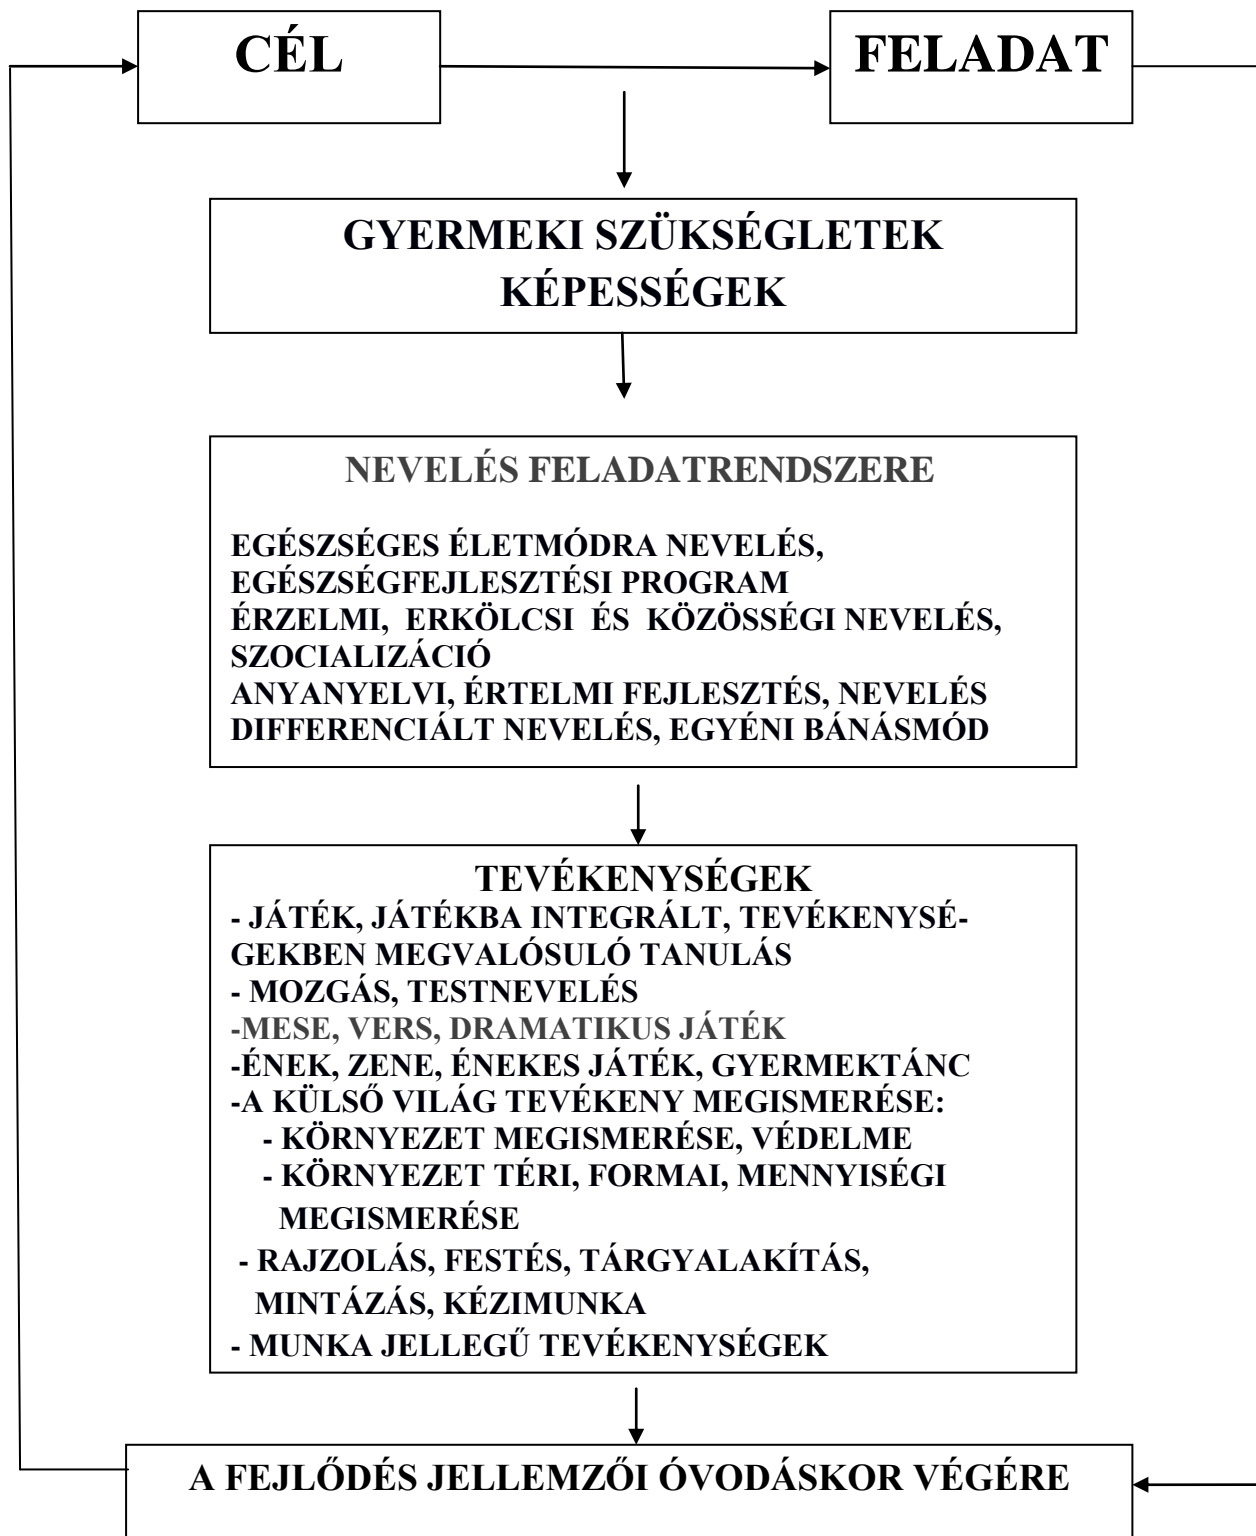 CÉL
FELADAT
GYERMEKI SZÜKSÉGLETEK
KÉPESSÉGEK
NEVELÉS FELADATRENDSZERE
EGÉSZSÉGES ÉLETMÓDRA NEVELÉS,
EGÉSZSÉGFEJLESZTÉSI PROGRAM
ÉRZELMI, ERKÖLCSI ÉS KÖZÖSSÉGI NEVELÉS,
SZOCIALIZÁCIÓ
ANYANYELVI, ÉRTELMI FEJLESZTÉS, NEVELÉS
DIFFERENCIÁLT NEVELÉS, EGYÉNI BÁNÁSMÓD
TEVÉKENYSÉGEK
- JÁTÉK, JÁTÉKBA INTEGRÁLT, TEVÉKENYSÉ-
GEKBEN MEGVALÓSULÓ TANULÁS
- MOZGÁS, TESTNEVELÉS
-MESE, VERS, DRAMATIKUS JÁTÉK
-ÉNEK, ZENE, ÉNEKES JÁTÉK, GYERMEKTÁNC
-A KÜLSŐ VILÁG TEVÉKENY MEGISMERÉSE:
- KÖRNYEZET MEGISMERÉSE, VÉDELME
- KÖRNYEZET TÉRI, FORMAI, MENNYISÉGI
MEGISMERÉSE
- RAJZOLÁS, FESTÉS, TÁRGYALAKÍTÁS,
MINTÁZÁS, KÉZIMUNKA
- MUNKA JELLEGŰ TEVÉKENYSÉGEK
A FEJLŐDÉS JELLEMZŐI ÓVODÁSKOR VÉGÉRE